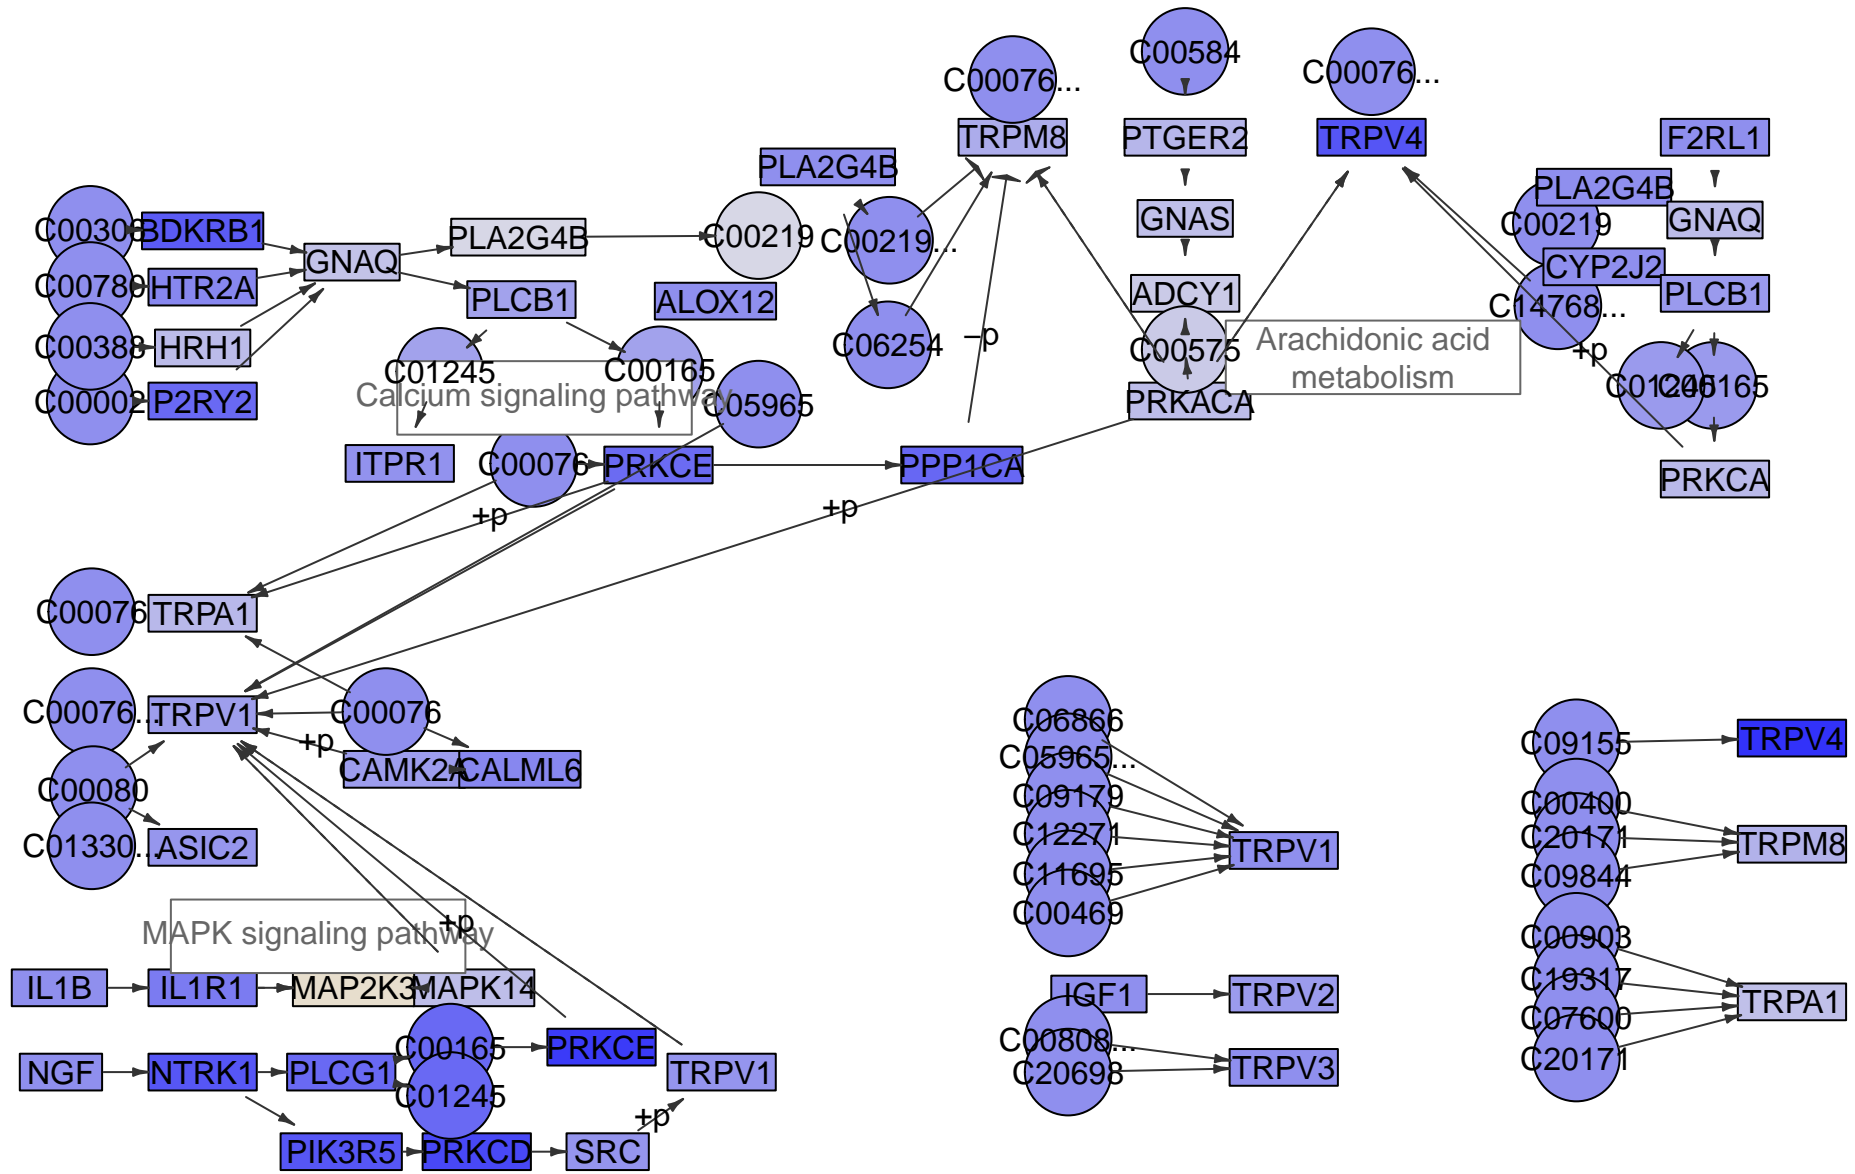 C00584
C00076...
C00076...
TRPM8
PTGER2
TRPV4
F2RL1
PLA2G4B
PLA2G4B
C00219
GNAS
GNAQ
BDKRB1
C00780
HTR2A
C00388
HRH1
C00002
P2RY2
GNAQ
PLA2G4B
C00219
C00219...
PLCB1
ALOX12
ADCY1
CYP2J2
PLCB1
C14768...
C01245
C00165
C06254
–p
C00575
Arachidonic acid
metabolism
+p
Calcium signaling pathway
C05965
PRKACA
C00165
ITPR1
C00076
PRKCE
PPP1CA
PRKCA
+p
+p
C00076
TRPA1
C00076...
TRPV1
C00076
+p
CAMK2A
CALML6
C00080
C01330...
ASIC2
C06866
C05965...
C09179
C12271
C11695
C00469
TRPV1
C09155
TRPV4
C00400
C20171
C09844
TRPM8
+p
MAPK signaling pathway
IL1B
IL1R1
MAP2K3
MAPK14
IGF1
TRPV2
C00903
C19317
C07600
C20171
TRPA1
C00165
PRKCE
C00808...
C20698
TRPV3
NGF
NTRK1
PLCG1
C01245
TRPV1
+p
PIK3R5
PRKCD
SRC